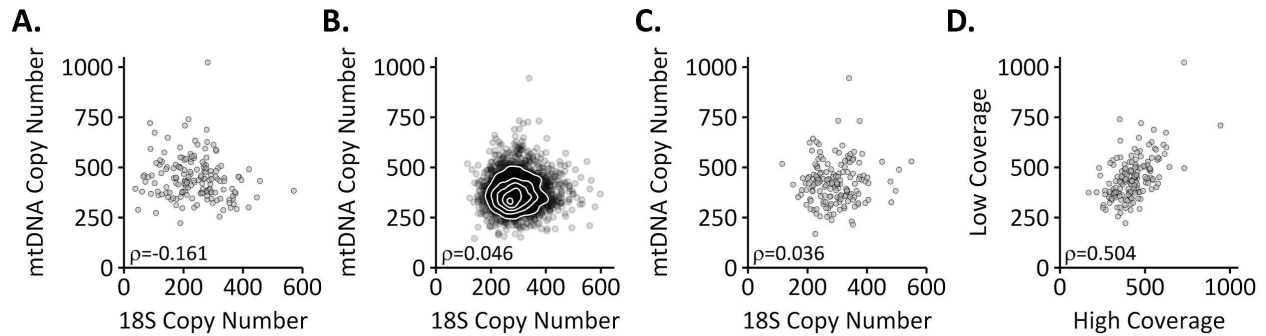 A.
mtDNA Copy Number
1000
750
500
250
0
ρ=-0.161
0 200 400 600
18S Copy Number
B.
mtDNA Copy Number
1000
750
500
250
0
ρ=0.046
0 200 400 600
18S Copy Number
C.
mtDNA Copy Number
1000
750
500
250
0
ρ=0.036
0 200 400 600
18S Copy Number
D.
Low Coverage
1000
750
500
250
0
ρ=0.504
0 500 1000
High Coverage